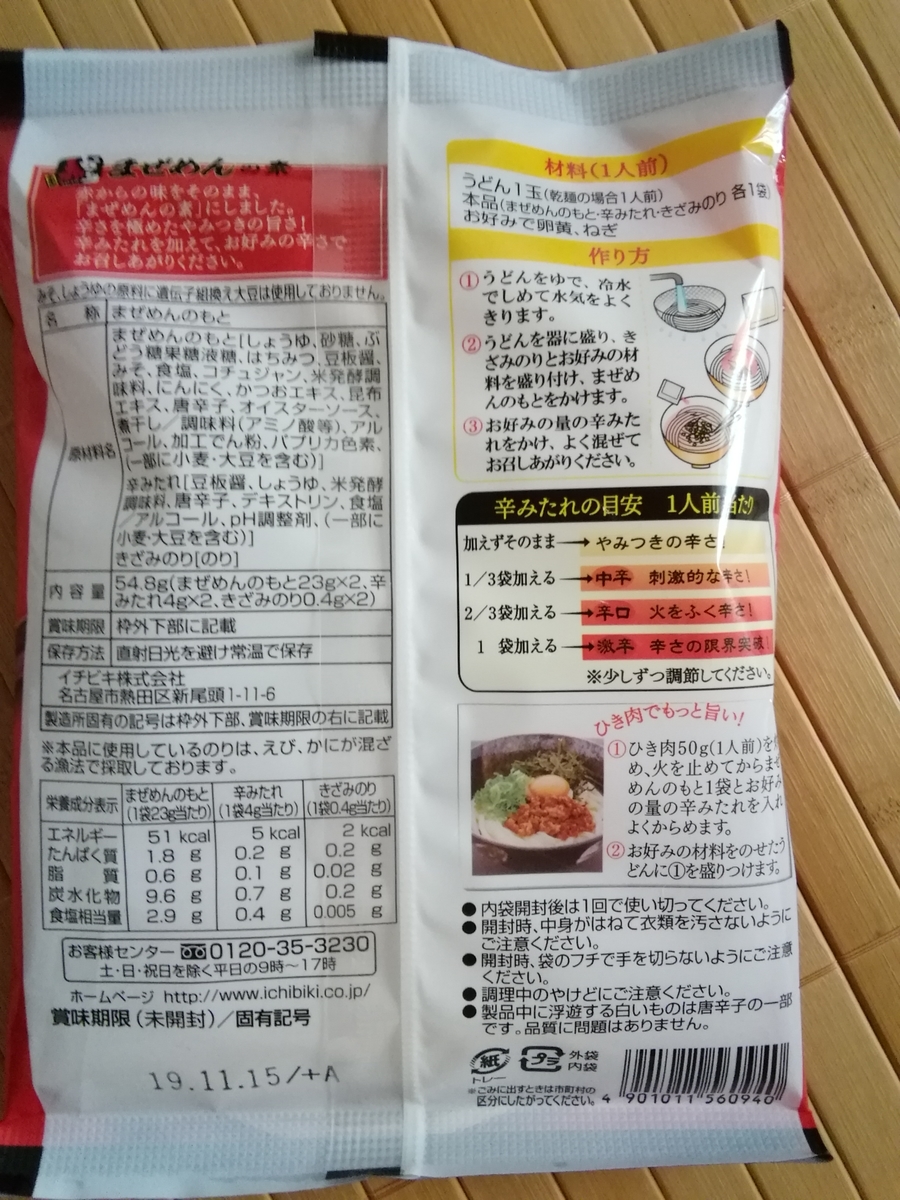 まぜめんの素
赤からの味をそのまま、
「まぜめんの素」にしました。
辛さを極めたやみつきの旨さ!
辛みたれを加えて、お好みの辛さで
お召しあがりください。
みそ、しょうゆの原料に遺伝子組換え大豆は使用しておりません。
名 称 まぜめんのもと
原材料名
まぜめんのもと[しょうゆ、砂糖、ぶ
どう糖果糖液糖、はちみつ、豆板醤、
みそ、食塩、コチュジャン、米発酵調
味料、にんにく、かつおエキス、昆布
エキス、唐辛子、オイスターソース、
煮干し／調味料(アミノ酸等)、アル
コール、加工でん粉、パプリカ色素、
(一部に小麦・大豆を含む)]
辛みたれ[豆板醤、しょうゆ、米発酵
調味料、唐辛子、デキストリン、食塩
／アルコール、pH調整剤、(一部に
小麦・大豆を含む)]
きざみのり[のり]
内容量 54.8g(まぜめんのもと23g×2、辛
みたれ4g×2、きざみのり0.4g×2)
賞味期限 枠外下部に記載
保存方法 直射日光を避け常温で保存
イチビキ株式会社
名古屋市熱田区新尾頭1-11-6
製造所固有の記号は枠外下部、賞味期限の右に記載
※本品に使用しているのりは、えび、かにが混ざ
る漁法で採取しております。
栄養成分表示 まぜめんのもと(1袋23g当たり) 辛みたれ(1袋4g当たり) きざみのり(1袋0.4g当たり)
エネルギー 51 kcal 5 kcal 2 kcal
たんぱく質 1.8 g 0.2 g 0.2 g
脂 質 0.6 g 0.1 g 0.02 g
炭水化物 9.6 g 0.7 g 0.2 g
食塩相当量 2.9 g 0.4 g 0.005 g
お客様センター 0120-35-3230
土・日・祝日を除く平日の9時～17時
ホームページ http://www.ichibiki.co.jp/
賞味期限(未開封)／固有記号
19.11.15/+A
材料(1人前)
うどん1玉(乾麺の場合1人前)
本品(まぜめんのもと・辛みたれ・きざみのり 各1袋)
お好みで卵黄、ねぎ
作り方
①うどんをゆで、冷水
でしめて水気をよく
きります。
②うどんを器に盛り、き
ざみのりとお好みの材
料を盛り付け、まぜめ
んのもとをかけます。
③お好みの量の辛みた
れをかけ、よく混ぜて
お召しあがりください。
辛みたれの目安 1人前当たり
加えずそのまま→やみつきの辛さ!
1／3袋加える→中辛 刺激的な辛さ!
2／3袋加える→辛口 火をふく辛さ!
1 袋加える→激辛 辛さの限界突破!
※少しずつ調節してください。
ひき肉でもっと旨い!
①ひき肉50g(1人前)を
め、火を止めてからまぜ
めんのもと1袋とお好み
の量の辛みたれを入れ
よくからめます。
②お好みの材料をのせたう
どんに①を盛りつけます。
●内袋開封後は1回で使い切ってください。
●開封時、中身がはねて衣類を汚さないように
ご注意ください。
●開封時、袋のフチで手を切らないようにご注意
ください。
●調理中のやけどにご注意ください。
●製品中に浮遊する白いものは唐辛子の一部
です。品質に問題はありません。
紙
トレー
プラ
外袋
内袋
※ごみに出すときは市町村の
区分にしたがってください。
4 901011 560940